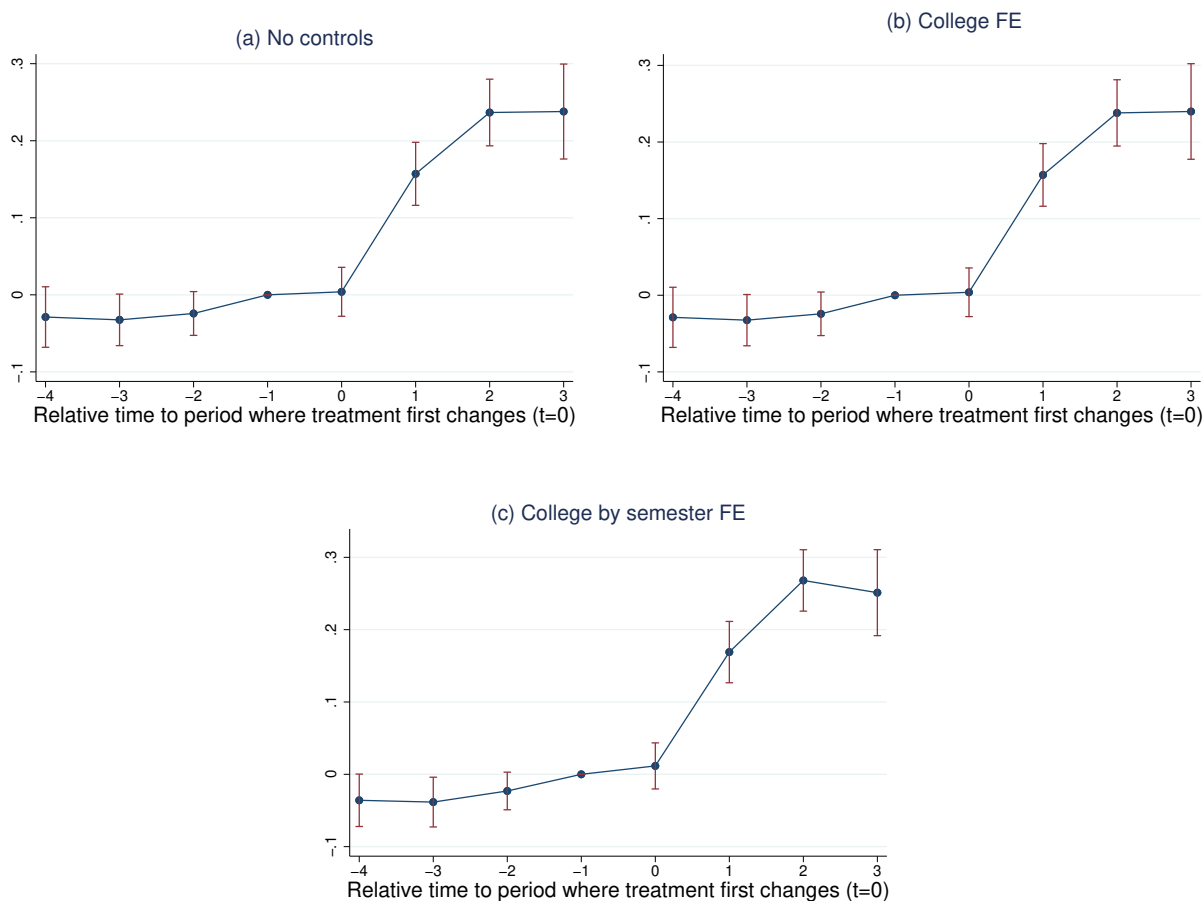 (a) No controls
.3
.2
.1
0
-.1
−4 −3 −2 −1 0 1 2 3
Relative time to period where treatment first changes (t=0)
(b) College FE
.3
.2
.1
0
-.1
−4 −3 −2 −1 0 1 2 3
Relative time to period where treatment first changes (t=0)
(c) College by semester FE
.3
.2
.1
0
-.1
−4 −3 −2 −1 0 1 2 3
Relative time to period where treatment first changes (t=0)